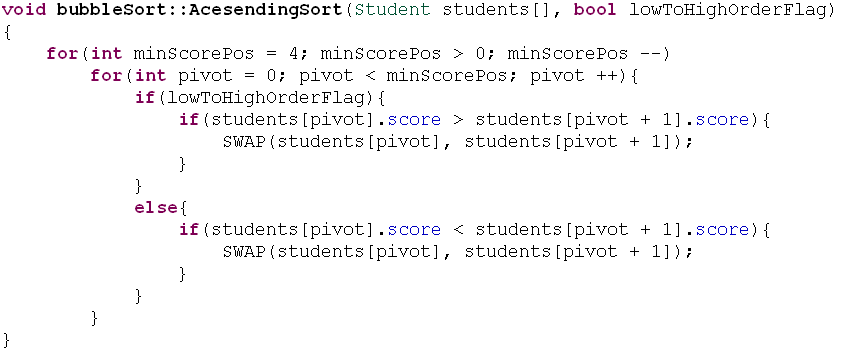 void bubbleSort::AcesendingSort(Student students[], bool lowToHighOrderFlag)
{
    for(int minScorePos = 4; minScorePos > 0; minScorePos --)
        for(int pivot = 0; pivot < minScorePos; pivot ++){
            if(lowToHighOrderFlag){
                if(students[pivot].score > students[pivot + 1].score){
                    SWAP(students[pivot], students[pivot + 1]);
                }
            }
            else{
                if(students[pivot].score < students[pivot + 1].score){
                    SWAP(students[pivot], students[pivot + 1]);
                }
            }
        }
}